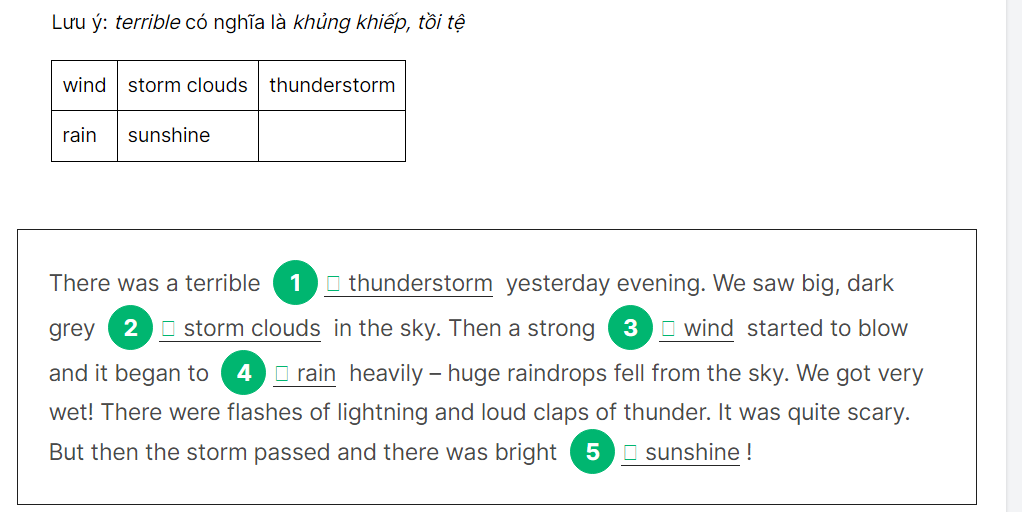 Lưu ý: terrible có nghĩa là khủng khiếp, tồi tệ
wind storm clouds thunderstorm
rain sunshine
There was a terrible 1 thunderstorm yesterday evening. We saw big, dark
grey 2 storm clouds in the sky. Then a strong 3 wind started to blow
and it began to 4 rain heavily – huge raindrops fell from the sky. We got very
wet! There were flashes of lightning and loud claps of thunder. It was quite scary.
But then the storm passed and there was bright 5 sunshine !